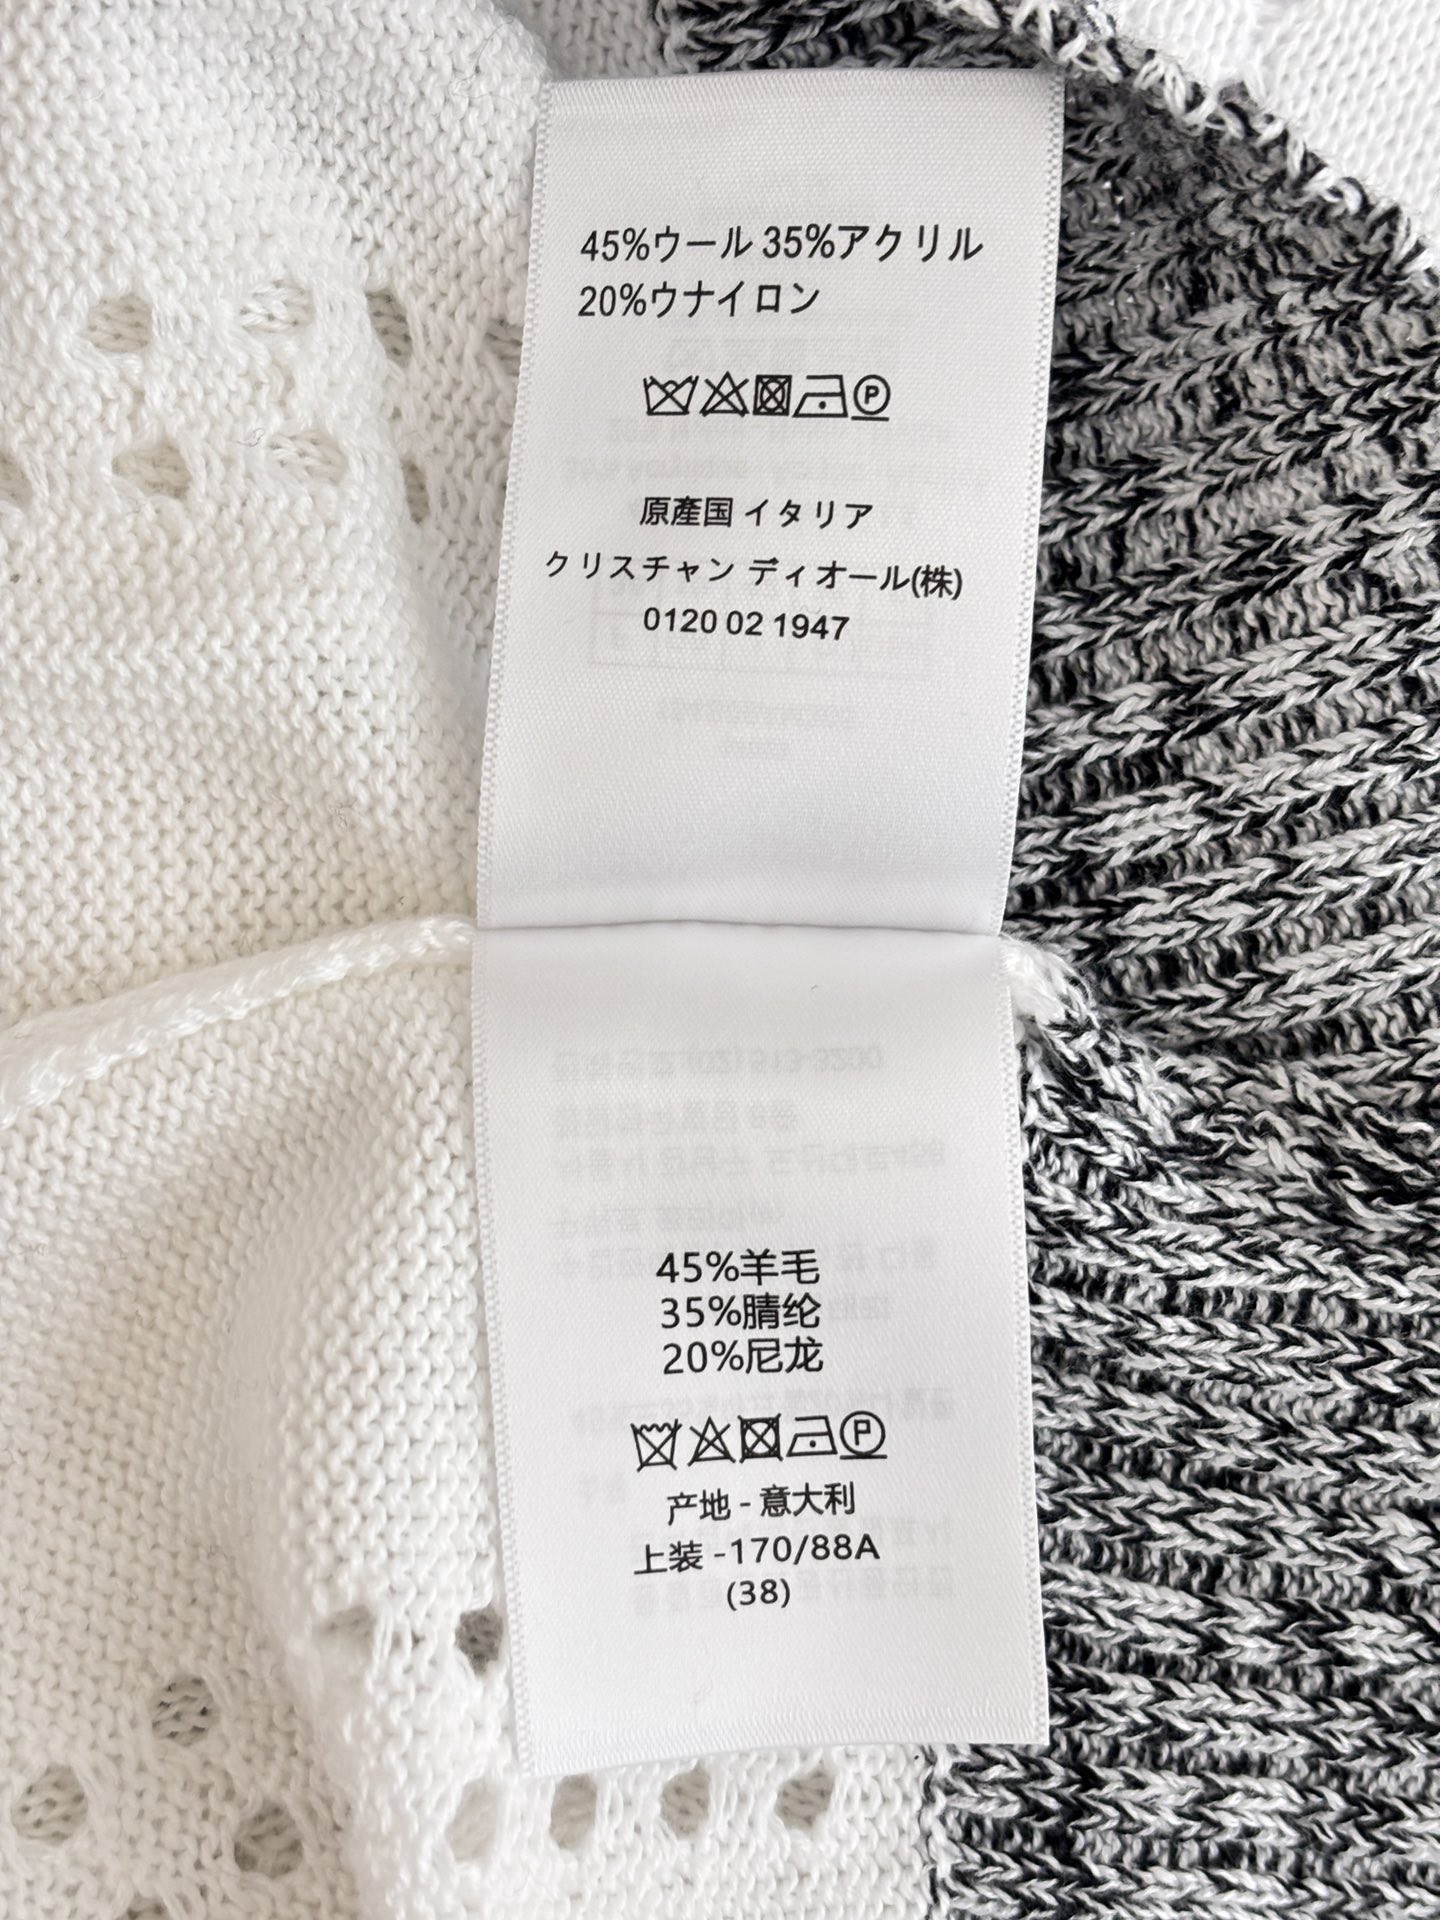 45%ウール 35%アクリル
20%ウナイロン
P
原産国 イタリア
クリスチャン ディオール(株)
0120 02 1947
45%羊毛
35%腈纶
20%尼龙
P
产地 - 意大利
上装 -170/88A
(38)